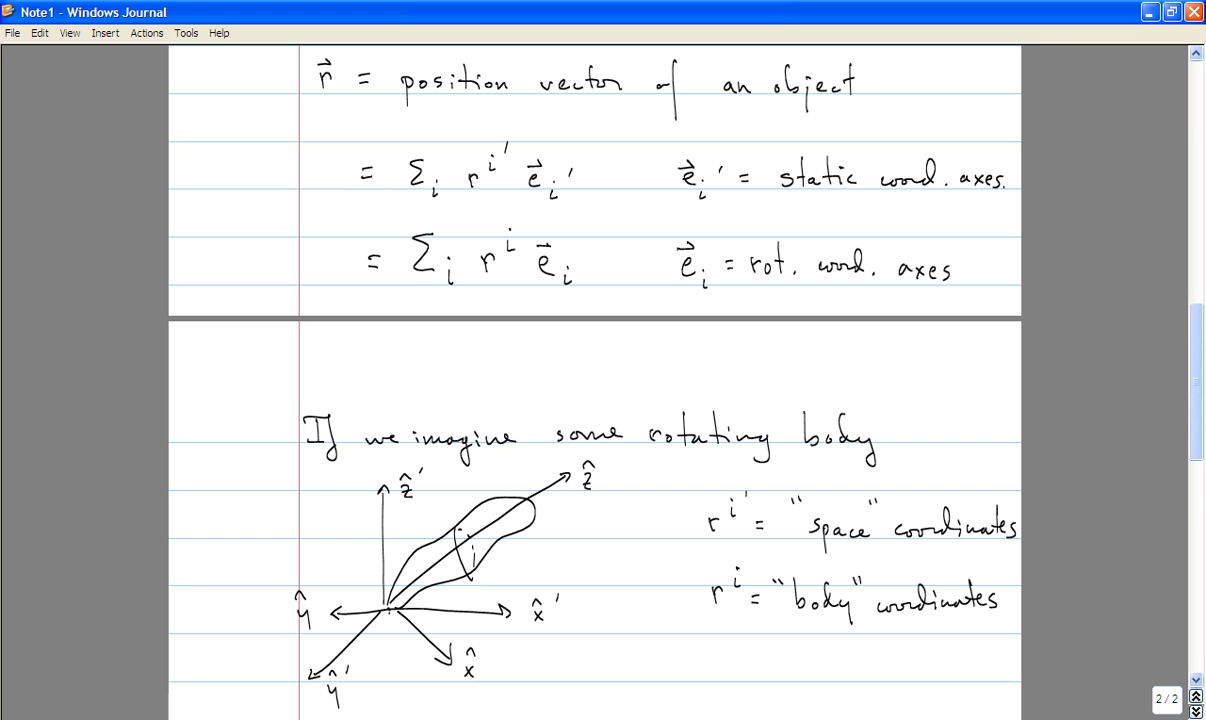 Note1 - Windows Journal
File Edit View Insert Actions Tools Help
r⃗ = position vector of an object
= Σᵢ rⁱ′ e⃗ᵢ′ e⃗ᵢ′ = static coord. axes.
= Σᵢ rⁱ e⃗ᵢ e⃗ᵢ = rot. coord. axes
If we imagine some rotating body
ẑ′ ẑ
rⁱ′ = "space" coordinates
rⁱ = "body" coordinates
ŷ x̂′
x̂
ŷ′
2 / 2